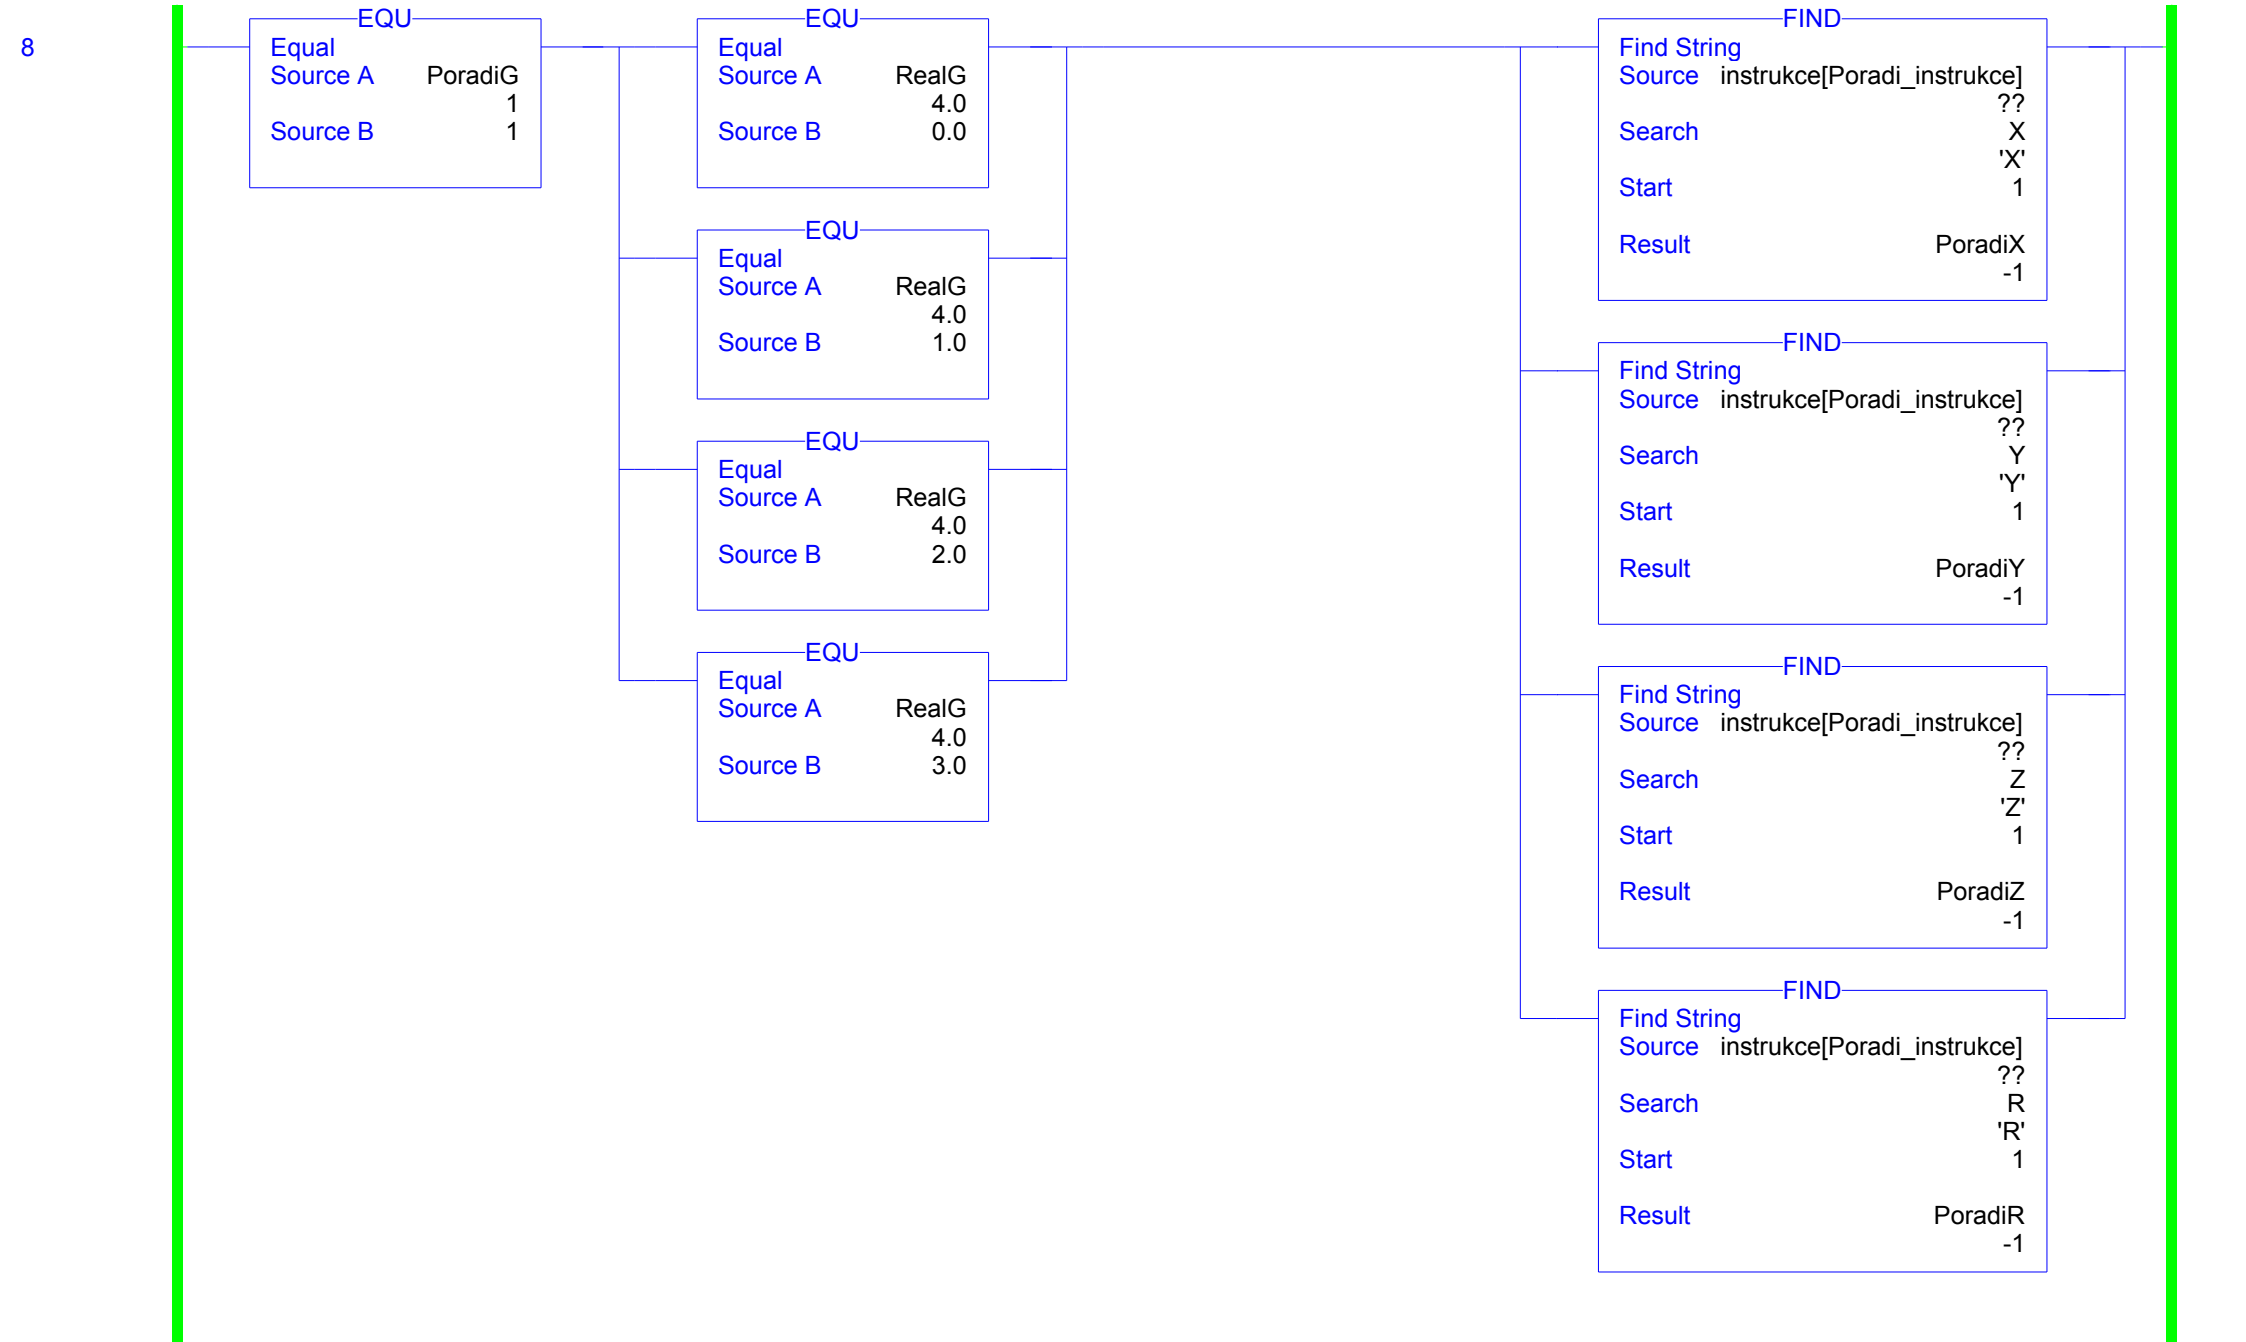 8
EQU
Equal
Source A PoradiG
1
Source B 1
EQU
Equal
Source A RealG
4.0
Source B 0.0
EQU
Equal
Source A RealG
4.0
Source B 1.0
EQU
Equal
Source A RealG
4.0
Source B 2.0
EQU
Equal
Source A RealG
4.0
Source B 3.0
FIND
Find String
Source instrukce[Poradi_instrukce]
??
Search X
'X'
Start 1
Result PoradiX
-1
FIND
Find String
Source instrukce[Poradi_instrukce]
??
Search Y
'Y'
Start 1
Result PoradiY
-1
FIND
Find String
Source instrukce[Poradi_instrukce]
??
Search Z
'Z'
Start 1
Result PoradiZ
-1
FIND
Find String
Source instrukce[Poradi_instrukce]
??
Search R
'R'
Start 1
Result PoradiR
-1